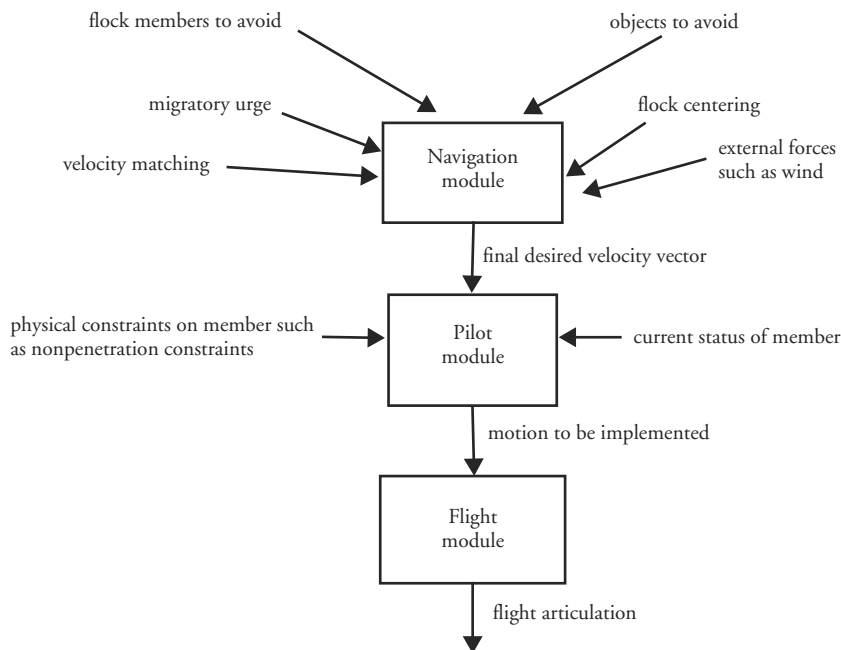 flock members to avoid
objects to avoid
migratory urge
flock centering
velocity matching
Navigation
module
external forces
such as wind
final desired velocity vector
physical constraints on member such
as nonpenetration constraints
Pilot
module
current status of member
motion to be implemented
Flight
module
flight articulation